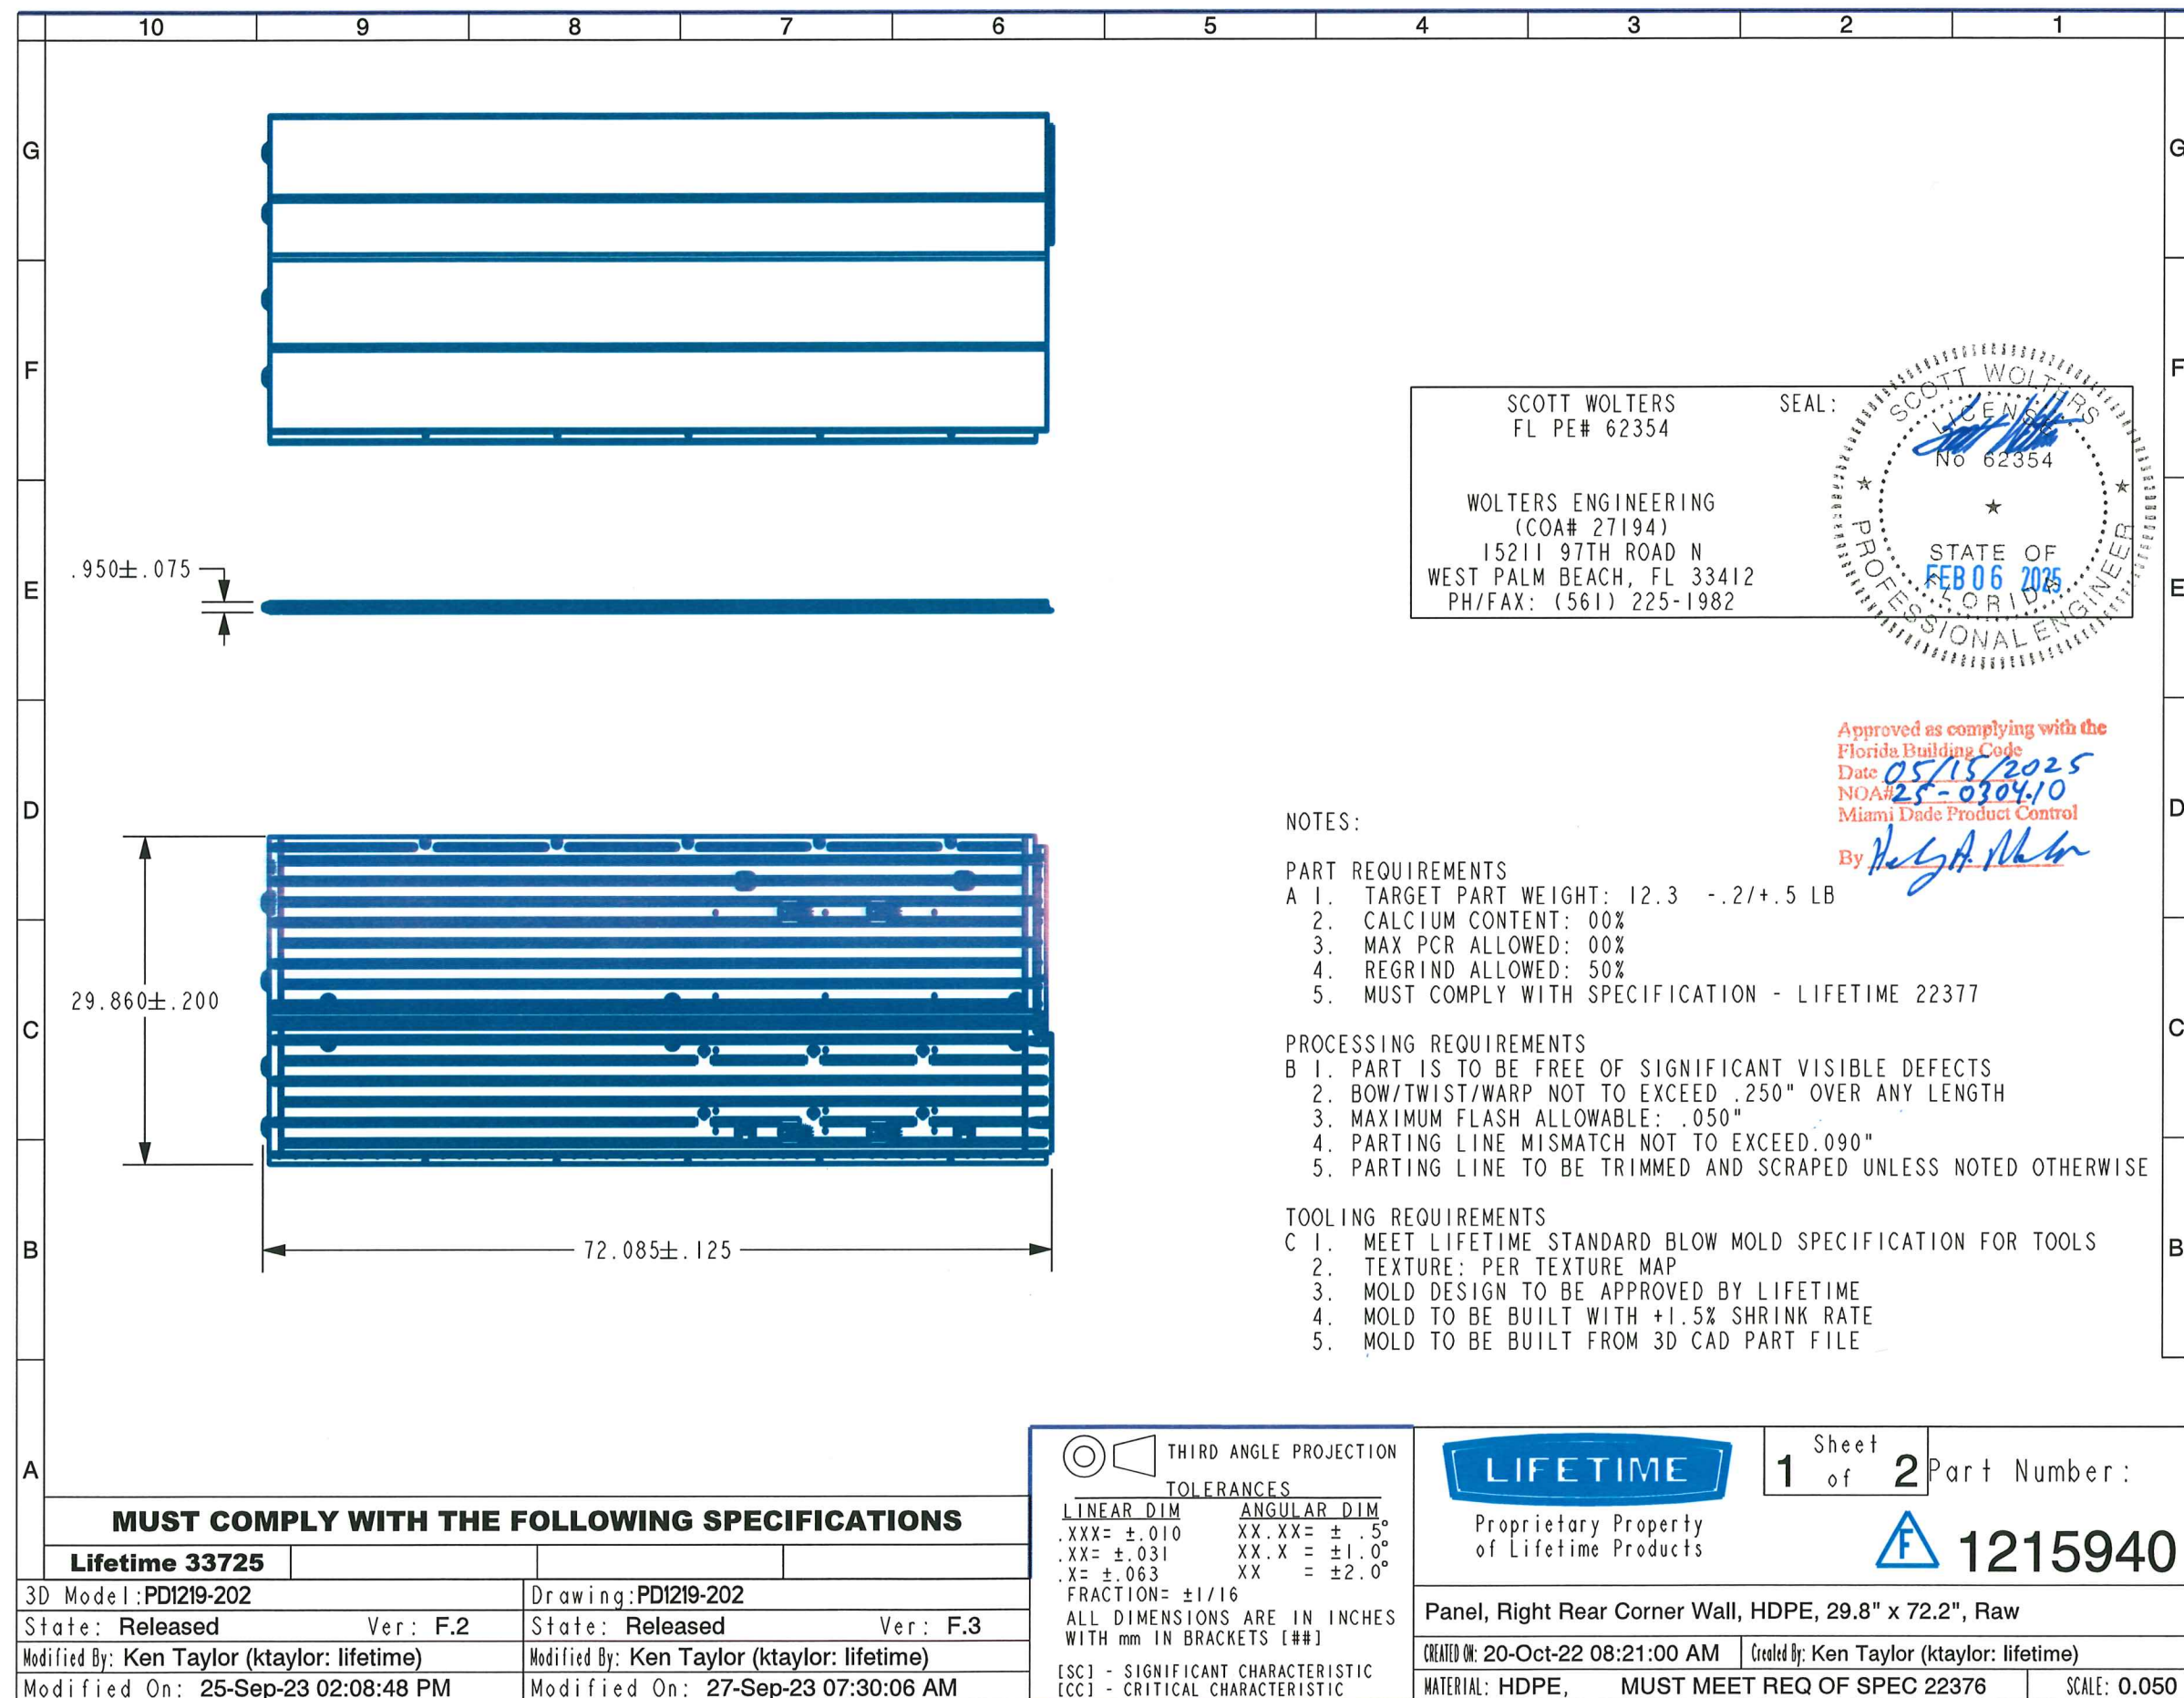 10 9 8 7 6 5 4 3 2 1
G G
F F
SCOTT WOLTERS
FL PE# 62354
SEAL:
WOLTERS ENGINEERING
(COA# 27194)
15211 97TH ROAD N
WEST PALM BEACH, FL 33412
PH/FAX: (561) 225-1982
SCOTT WOLTERS
LICENSE
No 62354
STATE OF
FEB 06 2025
FLORIDA
PROFESSIONAL ENGINEER
E E
.950±.075
Approved as complying with the
Florida Building Code
Date 05/15/2025
NOA# 25-0304.10
Miami Dade Product Control
By
D D
29.860±.200
C C
72.085±.125
B B
NOTES:
PART REQUIREMENTS
A 1. TARGET PART WEIGHT: 12.3 -.2/+.5 LB
2. CALCIUM CONTENT: 00%
3. MAX PCR ALLOWED: 00%
4. REGRIND ALLOWED: 50%
5. MUST COMPLY WITH SPECIFICATION - LIFETIME 22377
PROCESSING REQUIREMENTS
B 1. PART IS TO BE FREE OF SIGNIFICANT VISIBLE DEFECTS
2. BOW/TWIST/WARP NOT TO EXCEED .250" OVER ANY LENGTH
3. MAXIMUM FLASH ALLOWABLE: .050"
4. PARTING LINE MISMATCH NOT TO EXCEED.090"
5. PARTING LINE TO BE TRIMMED AND SCRAPED UNLESS NOTED OTHERWISE
TOOLING REQUIREMENTS
C 1. MEET LIFETIME STANDARD BLOW MOLD SPECIFICATION FOR TOOLS
2. TEXTURE: PER TEXTURE MAP
3. MOLD DESIGN TO BE APPROVED BY LIFETIME
4. MOLD TO BE BUILT WITH +1.5% SHRINK RATE
5. MOLD TO BE BUILT FROM 3D CAD PART FILE
A
MUST COMPLY WITH THE FOLLOWING SPECIFICATIONS
Lifetime 33725
3D Model:PD1219-202
State: Released Ver: F.2
Modified By: Ken Taylor (ktaylor: lifetime)
Modified On: 25-Sep-23 02:08:48 PM
Drawing:PD1219-202
State: Released Ver: F.3
Modified By: Ken Taylor (ktaylor: lifetime)
Modified On: 27-Sep-23 07:30:06 AM
THIRD ANGLE PROJECTION
TOLERANCES
LINEAR DIM ANGULAR DIM
.XXX= ±.010 XX.XX= ± .5°
.XX= ±.031 XX.X = ±1.0°
.X= ±.063 XX = ±2.0°
FRACTION= ±1/16
ALL DIMENSIONS ARE IN INCHES
WITH mm IN BRACKETS [##]
[SC] - SIGNIFICANT CHARACTERISTIC
[CC] - CRITICAL CHARACTERISTIC
LIFETIME
Proprietary Property
of Lifetime Products
Sheet
1 of 2
Part Number:
F 1215940
Panel, Right Rear Corner Wall, HDPE, 29.8" x 72.2", Raw
CREATED ON: 20-Oct-22 08:21:00 AM Created By: Ken Taylor (ktaylor: lifetime)
MATERIAL: HDPE, MUST MEET REQ OF SPEC 22376 SCALE: 0.050